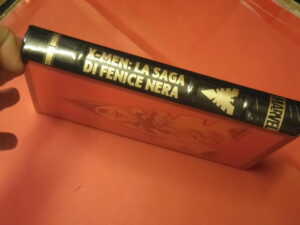 X-MEN: LA SAGA
DI FENICE NERA
MARVEL